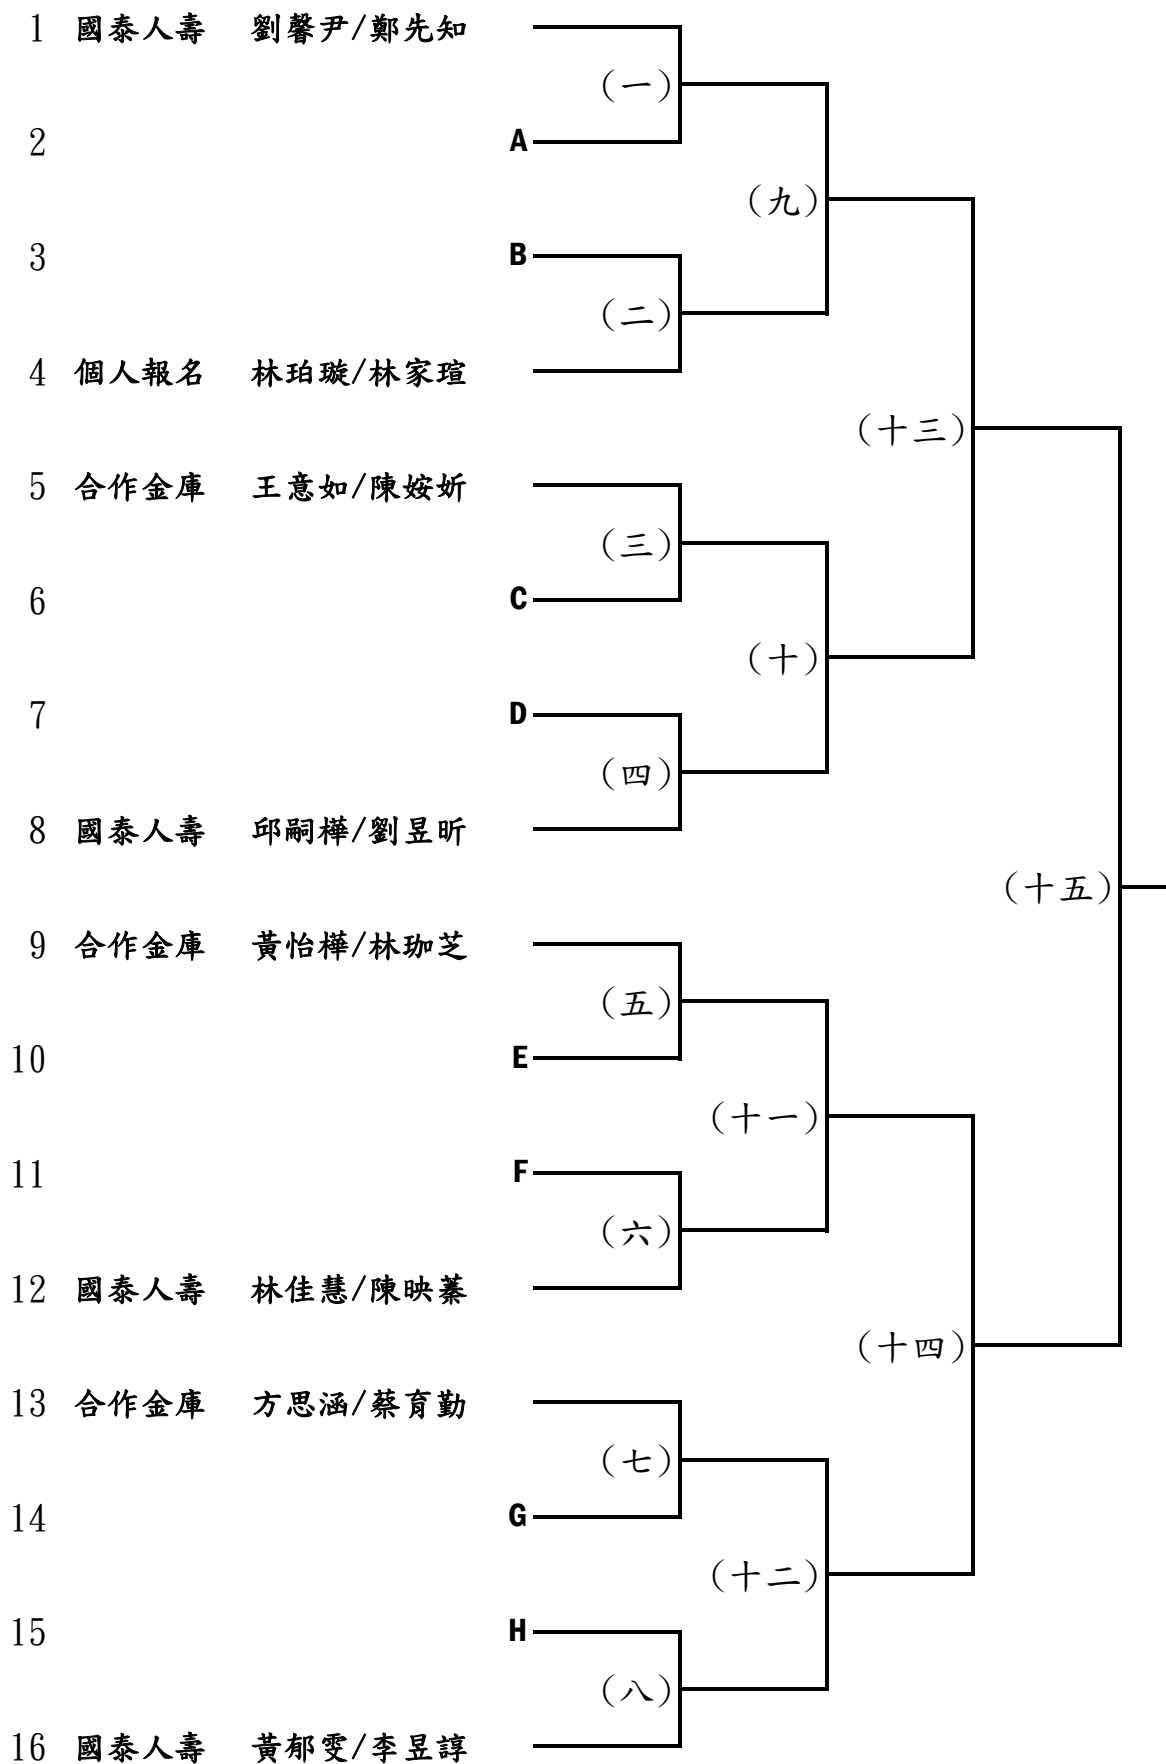 1 國泰人壽 劉馨尹/鄭先知
(一)
2 A
(九)
3 B
(二)
4 個人報名 林珀璇/林家瑄
(十三)
5 合作金庫 王意如/陳姲妡
(三)
6 C
(十)
7 D
(四)
8 國泰人壽 邱嗣樺/劉昱昕
(十五)
9 合作金庫 黃怡樺/林珈芝
(五)
10 E
(十一)
11 F
(六)
12 國泰人壽 林佳慧/陳映蓁
(十四)
13 合作金庫 方思涵/蔡育勤
(七)
14 G
(十二)
15 H
(八)
16 國泰人壽 黃郁雯/李昱諄